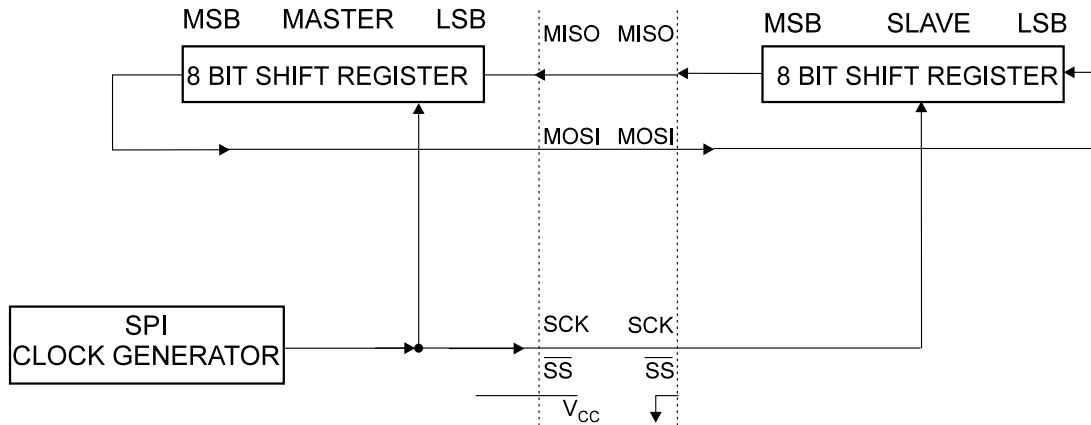 MSB MASTER LSB
MISO MISO
MSB SLAVE LSB
8 BIT SHIFT REGISTER
8 BIT SHIFT REGISTER
MOSI MOSI
SPI
CLOCK GENERATOR
SCK SCK
SS SS
VCC